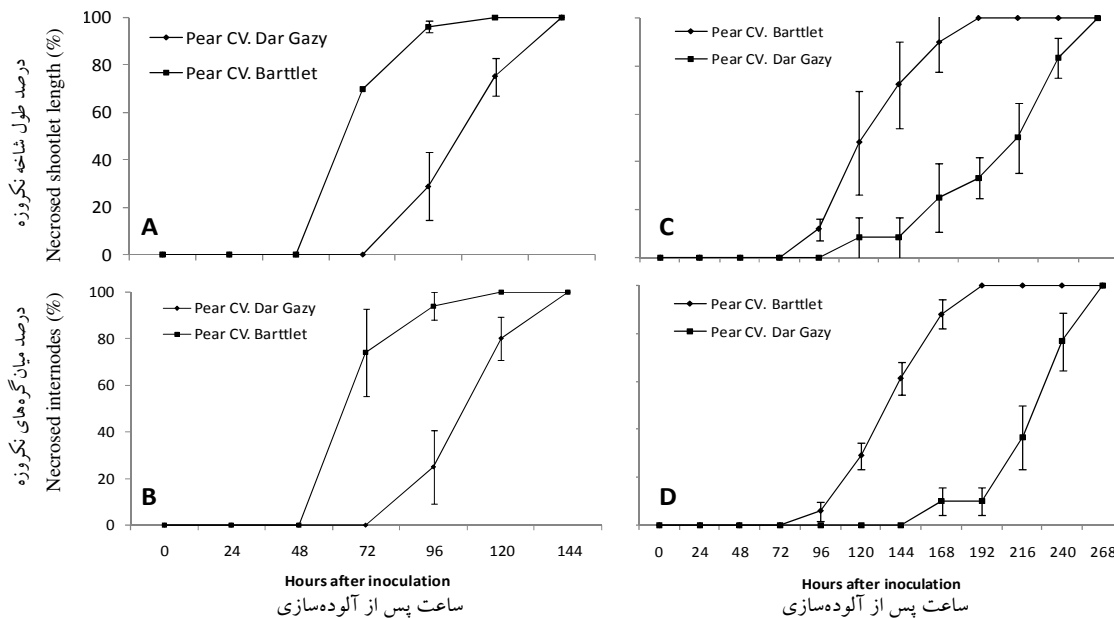 درصد طول شاخه نکروزه
Necrosed shootlet length (%)
100
80
60
40
20
0
Pear CV. Dar Gazy
Pear CV. Barttlet
A
Pear CV. Barttlet
Pear CV. Dar Gazy
C
درصد میان‌گره‌های نکروزه
Necrosed internodes (%)
100
80
60
40
20
0
Pear CV. Dar Gazy
Pear CV. Barttlet
B
0 24 48 72 96 120 144
Hours after inoculation
ساعت پس از آلوده‌سازی
Pear CV. Barttlet
Pear CV. Dar Gazy
D
0 24 48 72 96 120 144 168 192 216 240 268
Hours after inoculation
ساعت پس از آلوده‌سازی